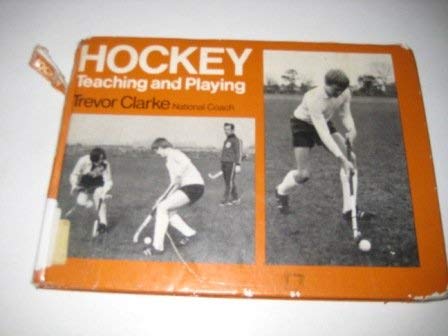 HOCKEY
Teaching and Playing
Trevor Clarke National Coach